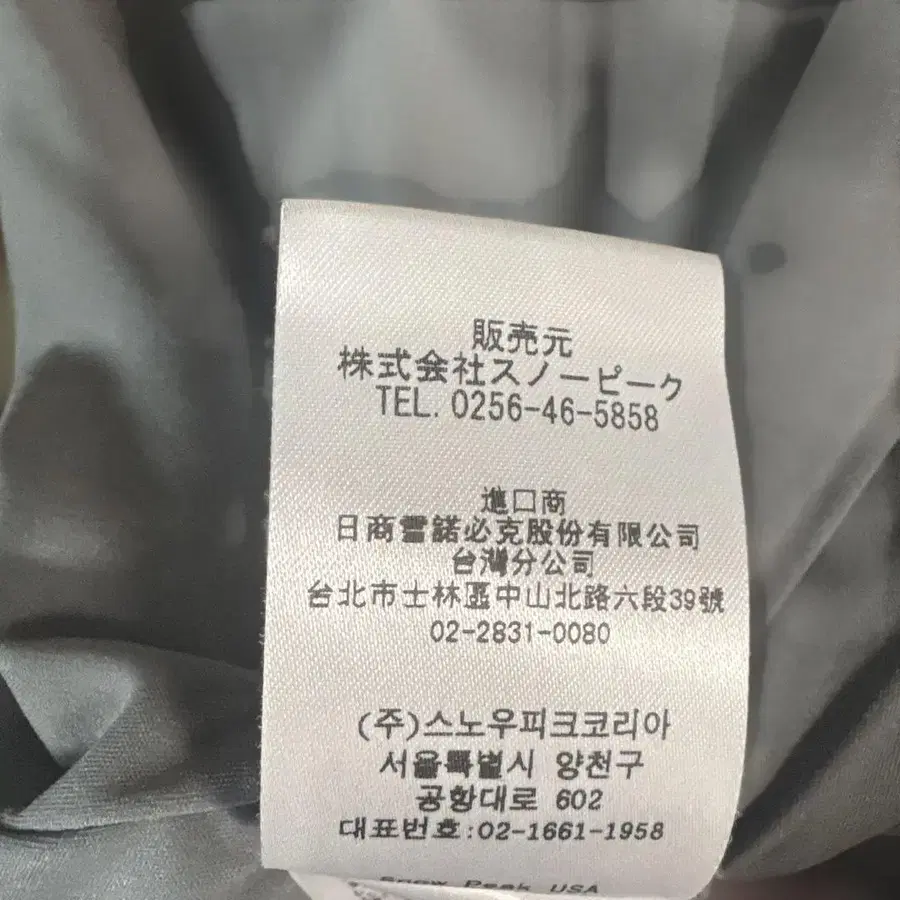 販売元
株式会社スノーピーク
TEL. 0256-46-5858
進口商
日商雪諾必克股份有限公司
台灣分公司
台北市士林區中山北路六段39號
02-2831-0080
(주)스노우피크코리아
서울특별시 양천구
공항대로 602
대표번호:02-1661-1958
Snow Peak USA